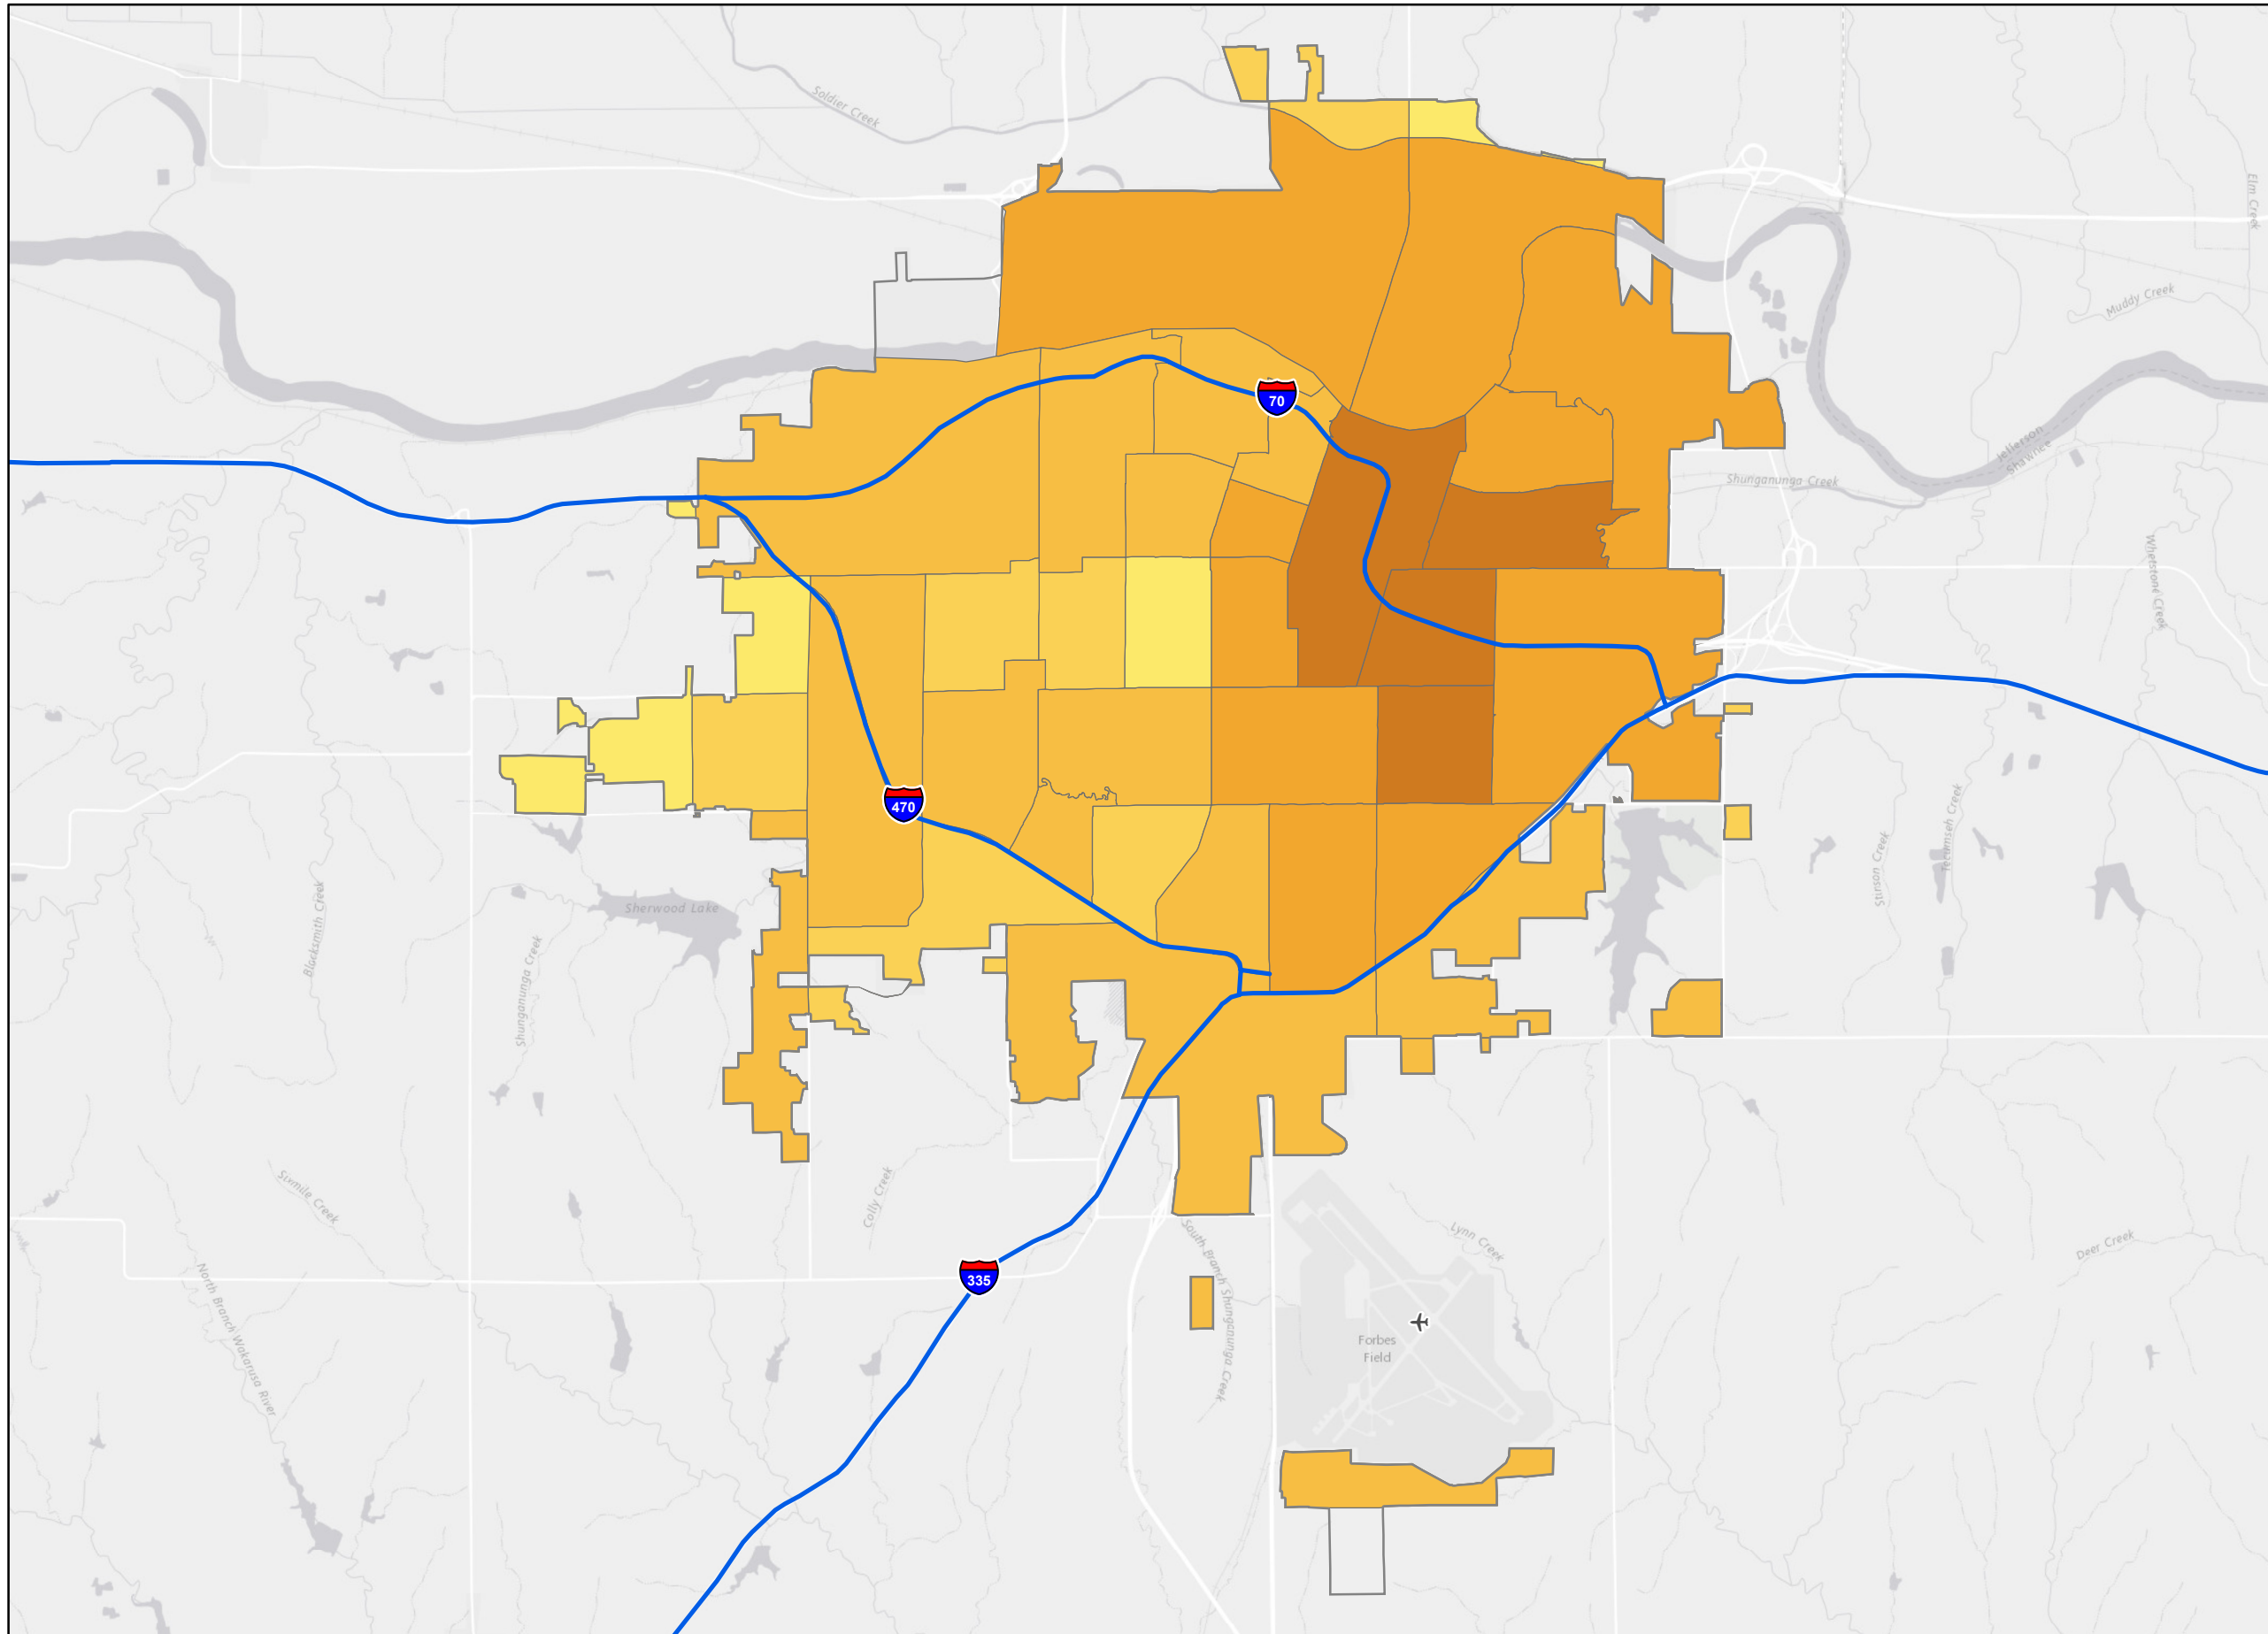 Soldier Creek
Elm Creek
Muddy Creek
70
Jefferson
Shawnee
Shunganunga Creek
Whetstone Creek
470
Sherwood Lake
Blacksmith Creek
Shunganunga Creek
Stinson Creek
Tecumseh Creek
Sixmile Creek
Colly Creek
South Branch Shunganunga Creek
Lynn Creek
Deer Creek
North Branch Wakarusa River
335
Forbes
Field